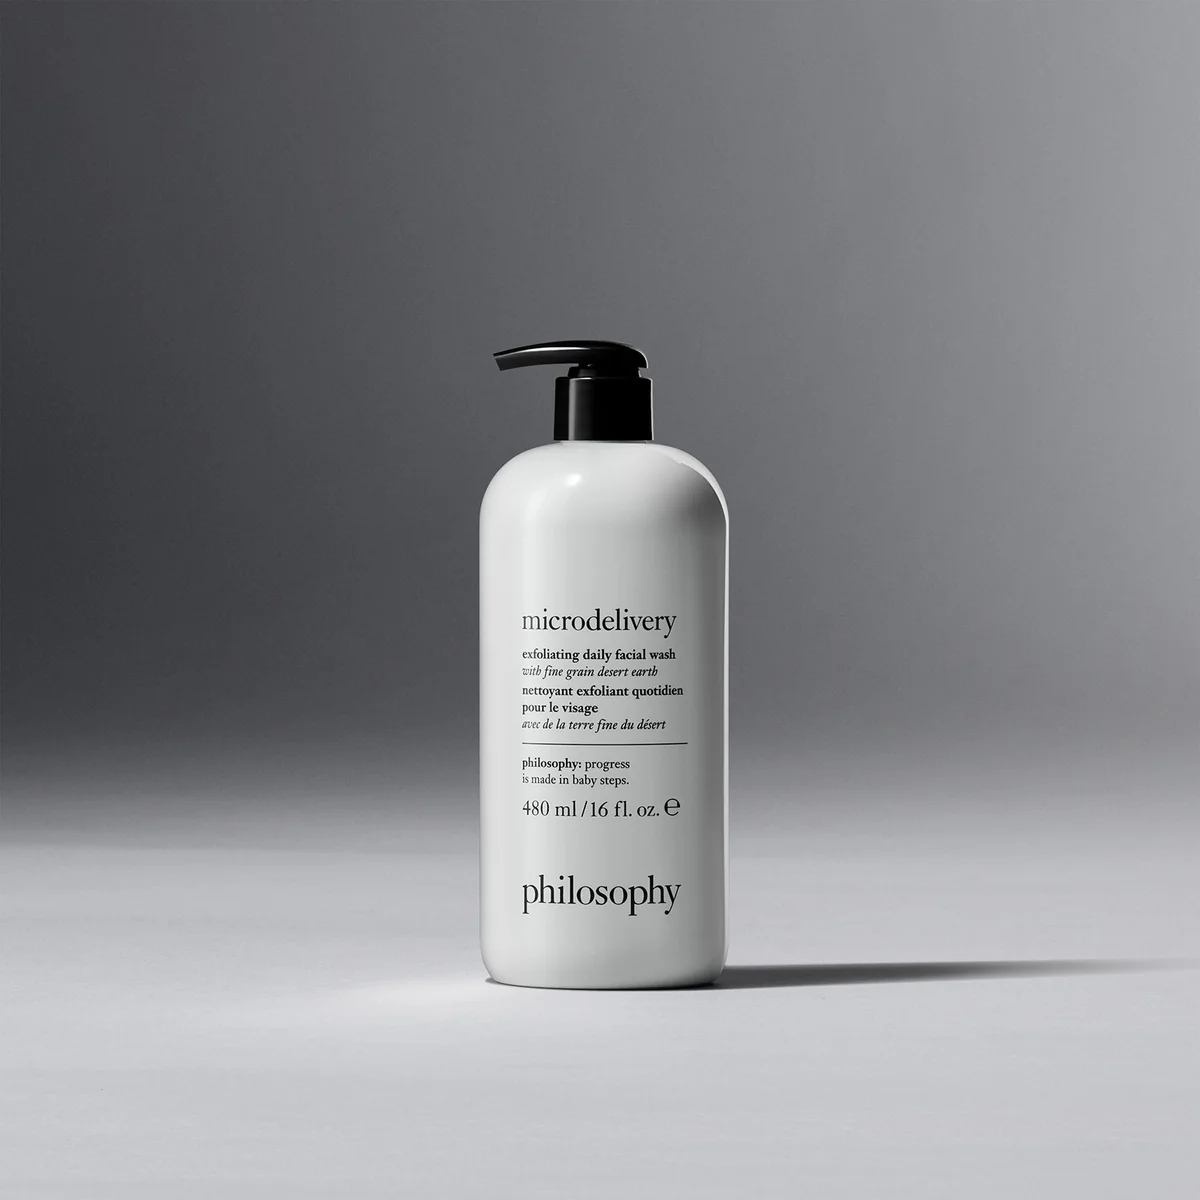 microdelivery
exfoliating daily facial wash
with fine grain desert earth
nettoyant exfoliant quotidien
pour le visage
avec de la terre fine du désert
philosophy: progress
is made in baby steps.
480 ml/16 fl. oz. ℮
philosophy